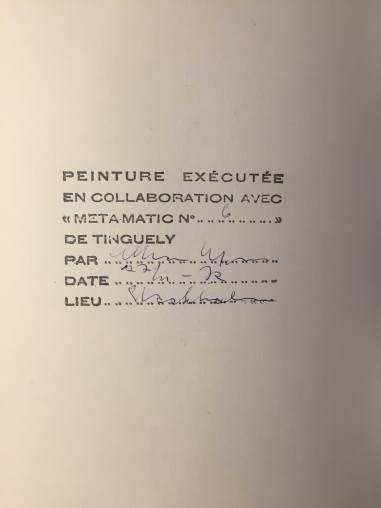 PEINTURE EXÉCUTÉE
EN COLLABORATION AVEC
« META-MATIC N° 6 »
DE TINGUELY
PAR
DATE
LIEU